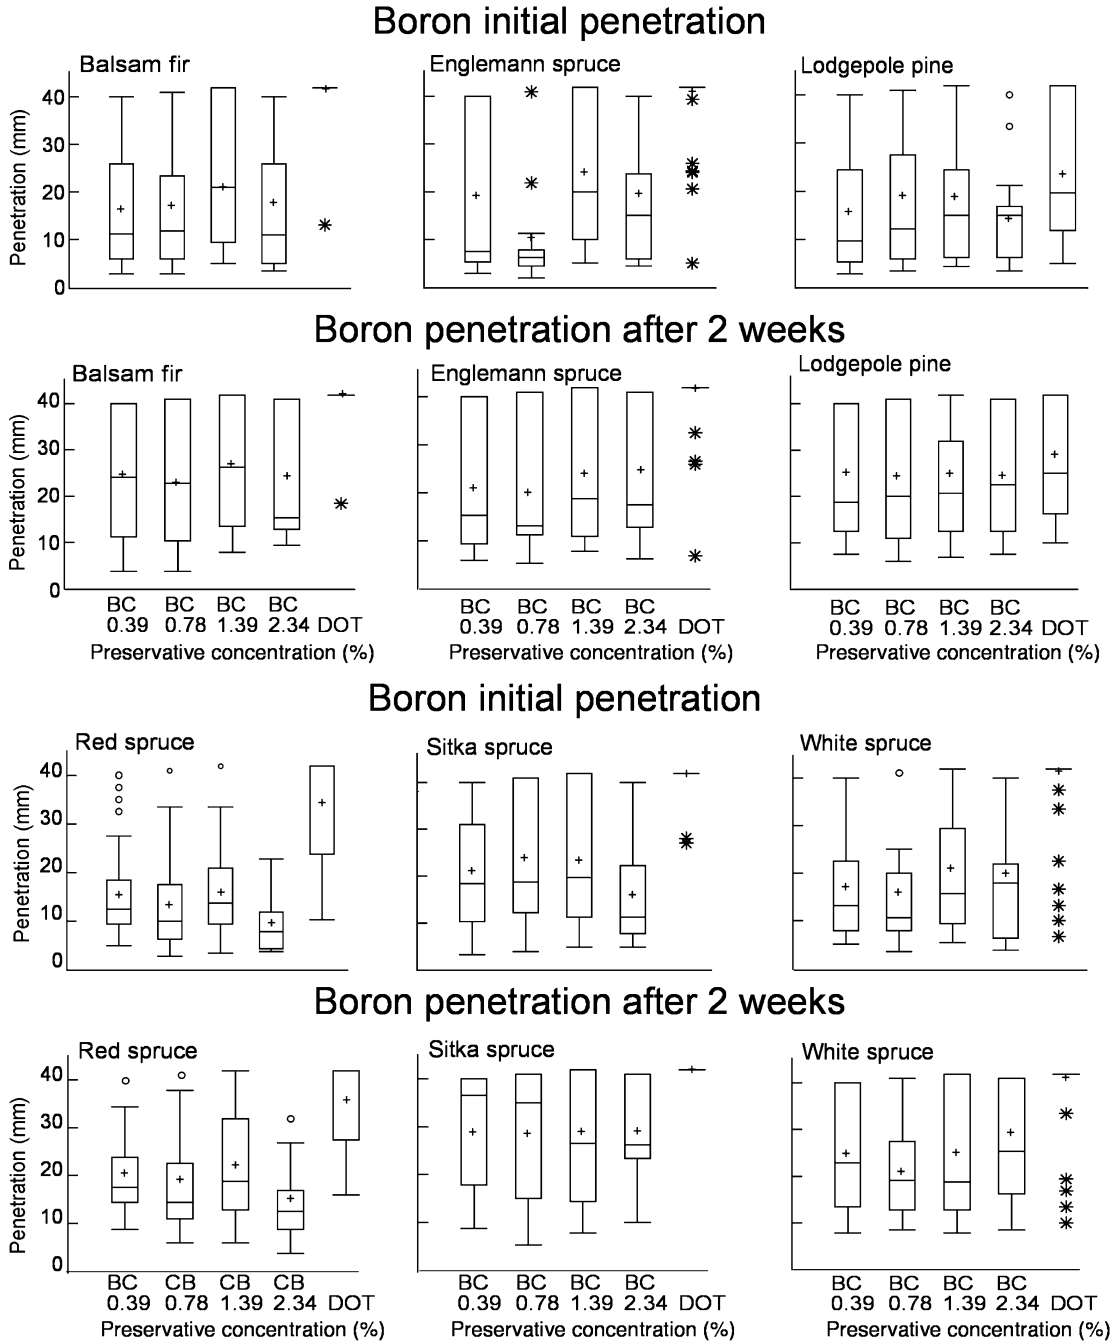 Boron initial penetration
Balsam fir
Englemann spruce
Lodgepole pine
Penetration (mm)
40
30
20
10
0
Boron penetration after 2 weeks
Balsam fir
Englemann spruce
Lodgepole pine
Penetration (mm)
40
30
20
10
0
BC BC BC BC
0.39 0.78 1.39 2.34 DOT
Preservative concentration (%)
BC BC BC BC
0.39 0.78 1.39 2.34 DOT
Preservative concentration (%)
BC BC BC BC
0.39 0.78 1.39 2.34 DOT
Preservative concentration (%)
Boron initial penetration
Red spruce
Sitka spruce
White spruce
Penetration (mm)
40
30
20
10
0
Boron penetration after 2 weeks
Red spruce
Sitka spruce
White spruce
Penetration (mm)
40
30
20
10
0
BC CB CB CB
0.39 0.78 1.39 2.34 DOT
Preservative concentration (%)
BC BC BC BC
0.39 0.78 1.39 2.34 DOT
Preservative concentration (%)
BC BC BC BC
0.39 0.78 1.39 2.34 DOT
Preservative concentration (%)